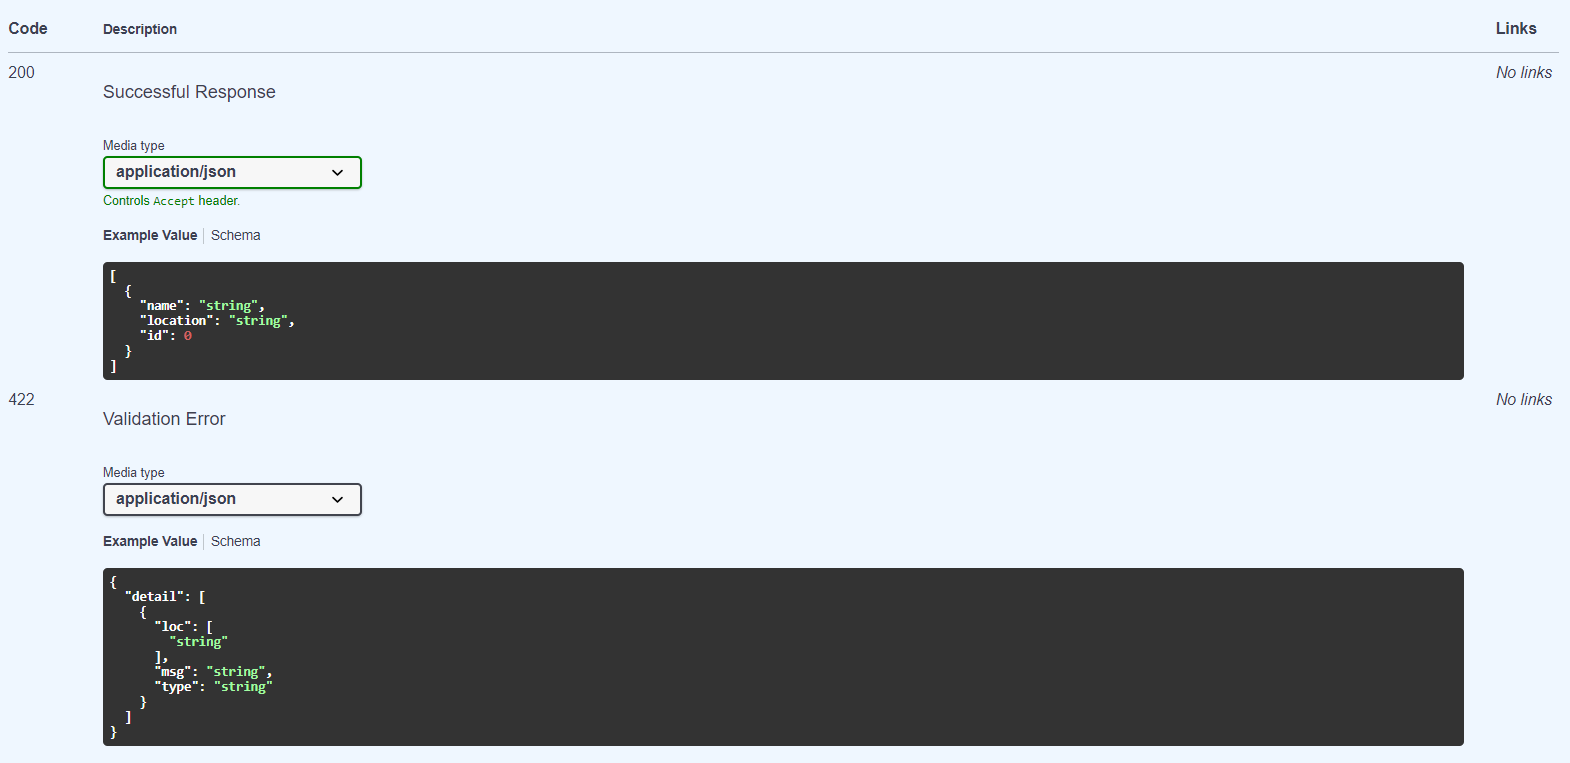 Code Description Links
200 No links
Successful Response
Media type
application/json
Controls Accept header.
Example Value Schema
[
  {
    "name": "string",
    "location": "string",
    "id": 0
  }
]
422 No links
Validation Error
Media type
application/json
Example Value Schema
{
  "detail": [
    {
      "loc": [
        "string"
      ],
      "msg": "string",
      "type": "string"
    }
  ]
}